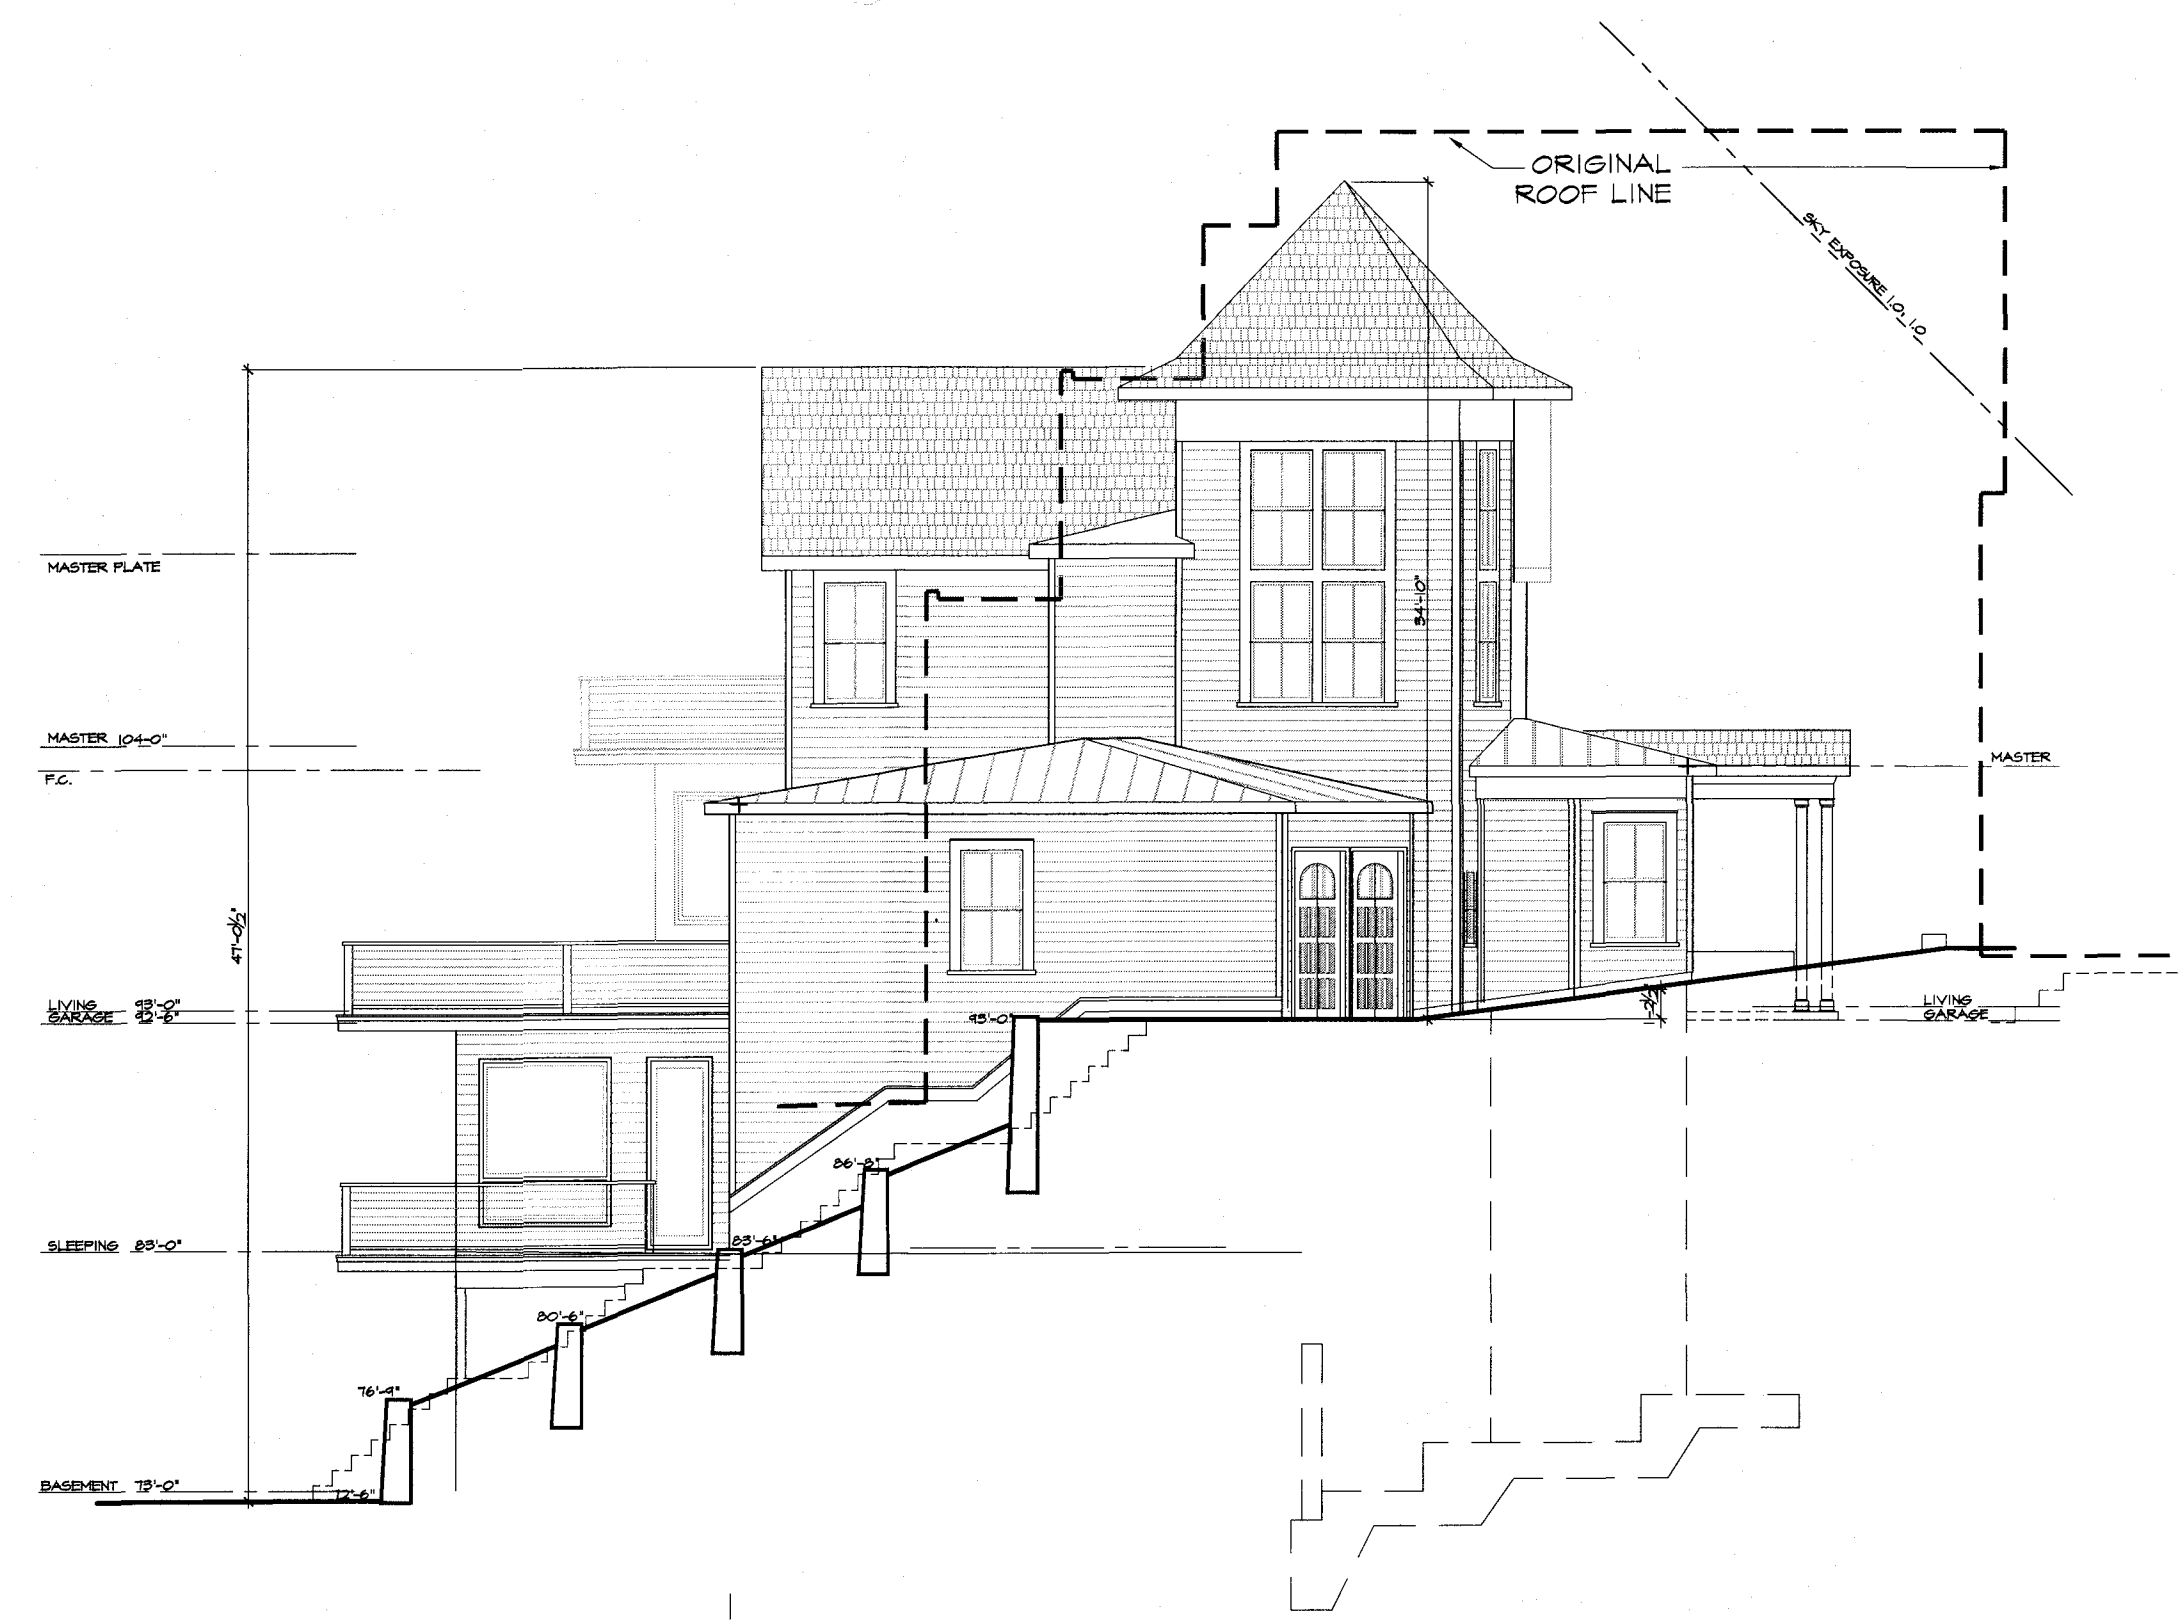 ORIGINAL
ROOF LINE
SKY EXPOSURE 1.0, 1.0
MASTER PLATE
34'-10"
MASTER 104'-0"
F.C.
MASTER
47'-0½"
LIVING 93'-0"
GARAGE 92'-6"
93'-0"
LIVING
GARAGE
86'-3"
83'-6"
SLEEPING 83'-0"
80'-6"
76'-9"
BASEMENT 73'-0"
72'-6"